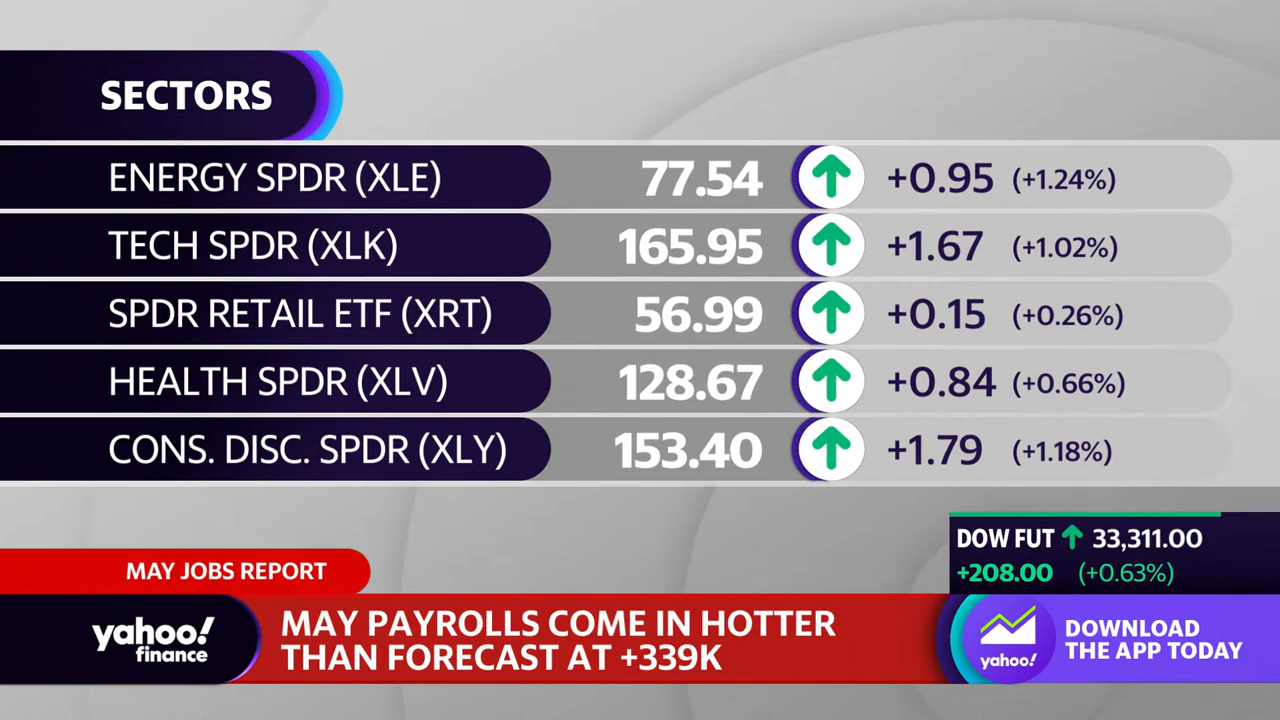 SECTORS
ENERGY SPDR (XLE) 77.54 +0.95 (+1.24%)
TECH SPDR (XLK) 165.95 +1.67 (+1.02%)
SPDR RETAIL ETF (XRT) 56.99 +0.15 (+0.26%)
HEALTH SPDR (XLV) 128.67 +0.84 (+0.66%)
CONS. DISC. SPDR (XLY) 153.40 +1.79 (+1.18%)
DOW FUT 33,311.00
+208.00 (+0.63%)
MAY JOBS REPORT
yahoo!
finance
MAY PAYROLLS COME IN HOTTER
THAN FORECAST AT +339K
yahoo!
DOWNLOAD
THE APP TODAY